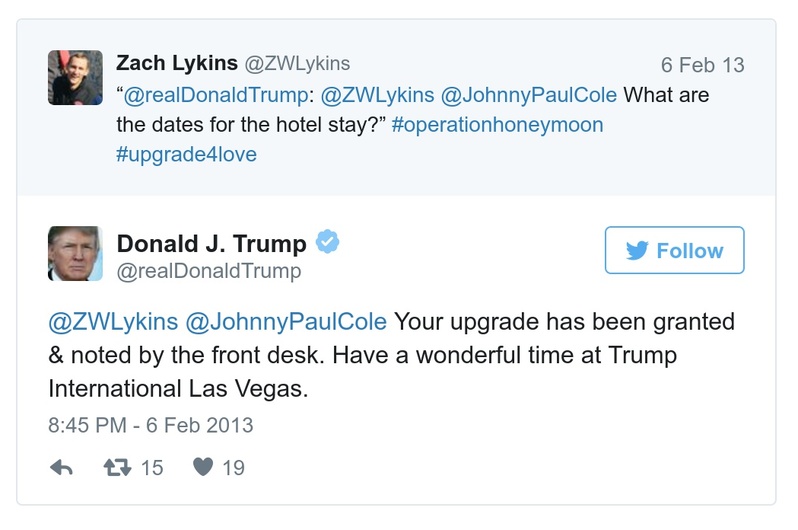 Zach Lykins @ZWLykins 6 Feb 13
“@realDonaldTrump: @ZWLykins @JohnnyPaulCole What are
the dates for the hotel stay?” #operationhoneymoon
#upgrade4love
Donald J. Trump
@realDonaldTrump
Follow
@ZWLykins @JohnnyPaulCole Your upgrade has been granted
& noted by the front desk. Have a wonderful time at Trump
International Las Vegas.
8:45 PM - 6 Feb 2013
15 19